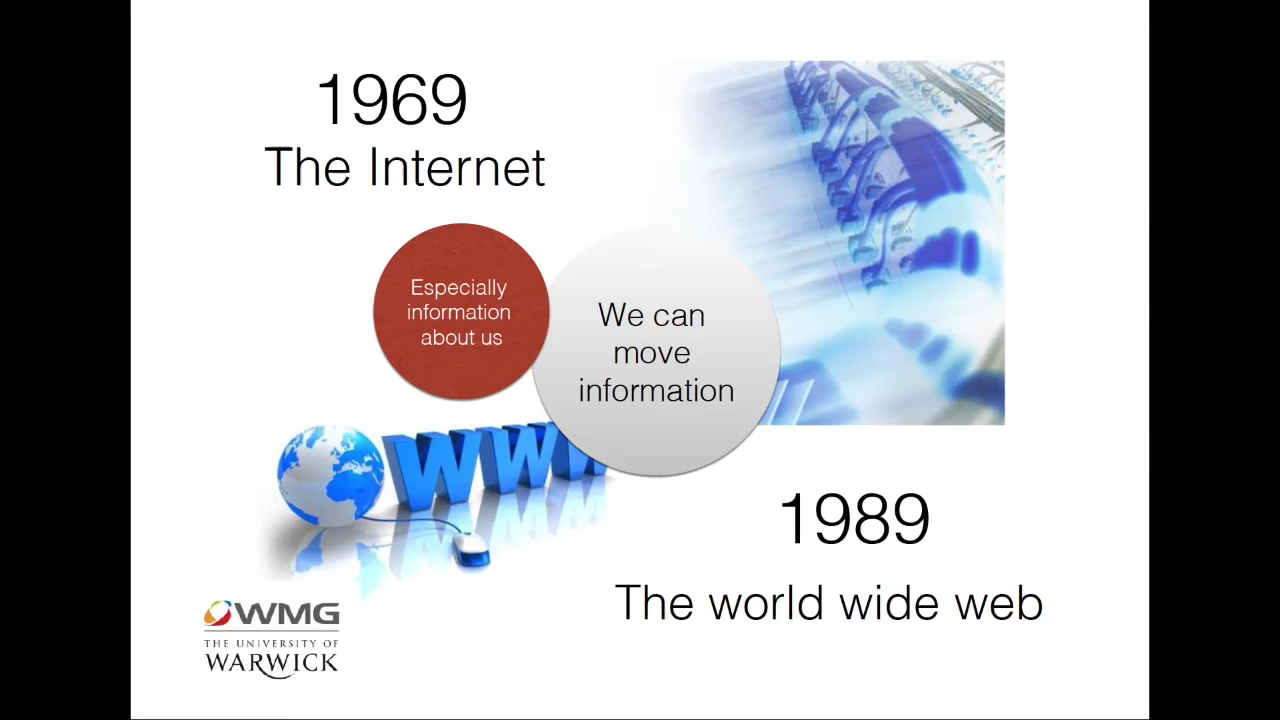 1969
The Internet
Especially
information
about us
We can
move
information
WWW
1989
The world wide web
WMG
THE UNIVERSITY OF
WARWICK